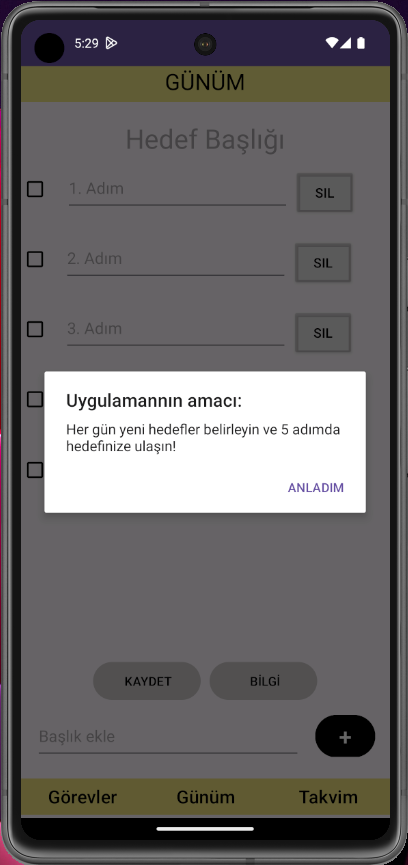 5:29
GÜNÜM
Hedef Başlığı
1. Adım
SIL
2. Adım
SIL
3. Adım
SIL
Uygulamannın amacı:
Her gün yeni hedefler belirleyin ve 5 adımda
hedefinize ulaşın!
ANLADIM
KAYDET
BİLGİ
Başlık ekle
+
Görevler
Günüm
Takvim